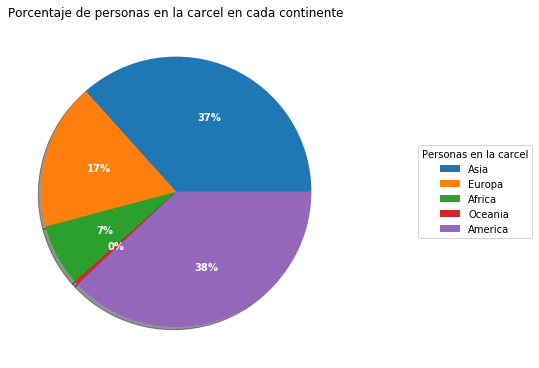 Porcentaje de personas en la carcel en cada continente
37%
17%
7%
0%
38%
Personas en la carcel
Asia
Europa
Africa
Oceania
America